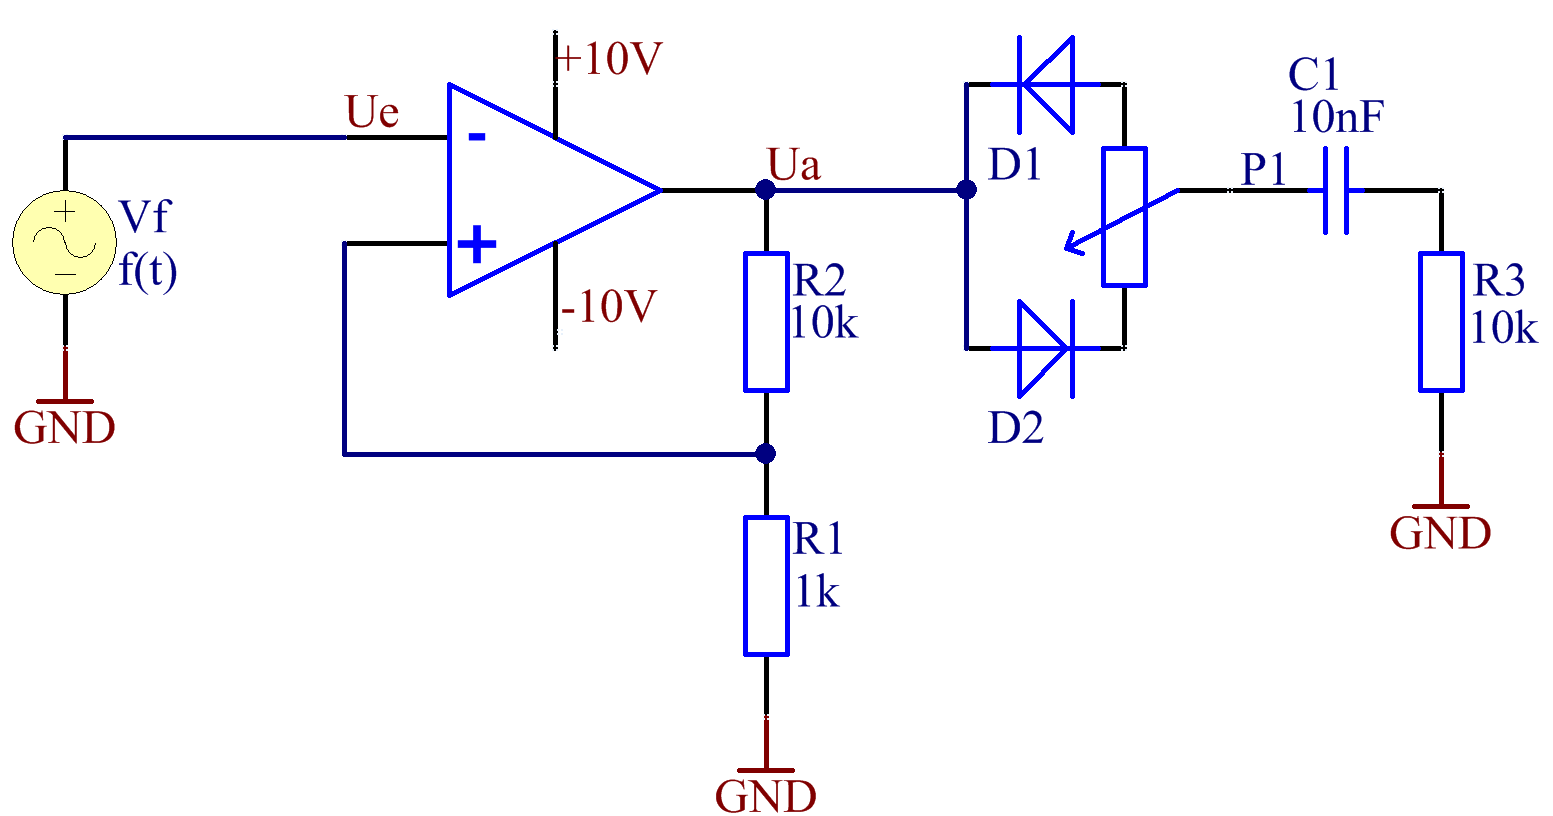 +10V
Ue
-
Ua
Vf
f(t)
+
-10V
GND
R2
10k
R1
1k
GND
D1
D2
P1
C1
10nF
R3
10k
GND